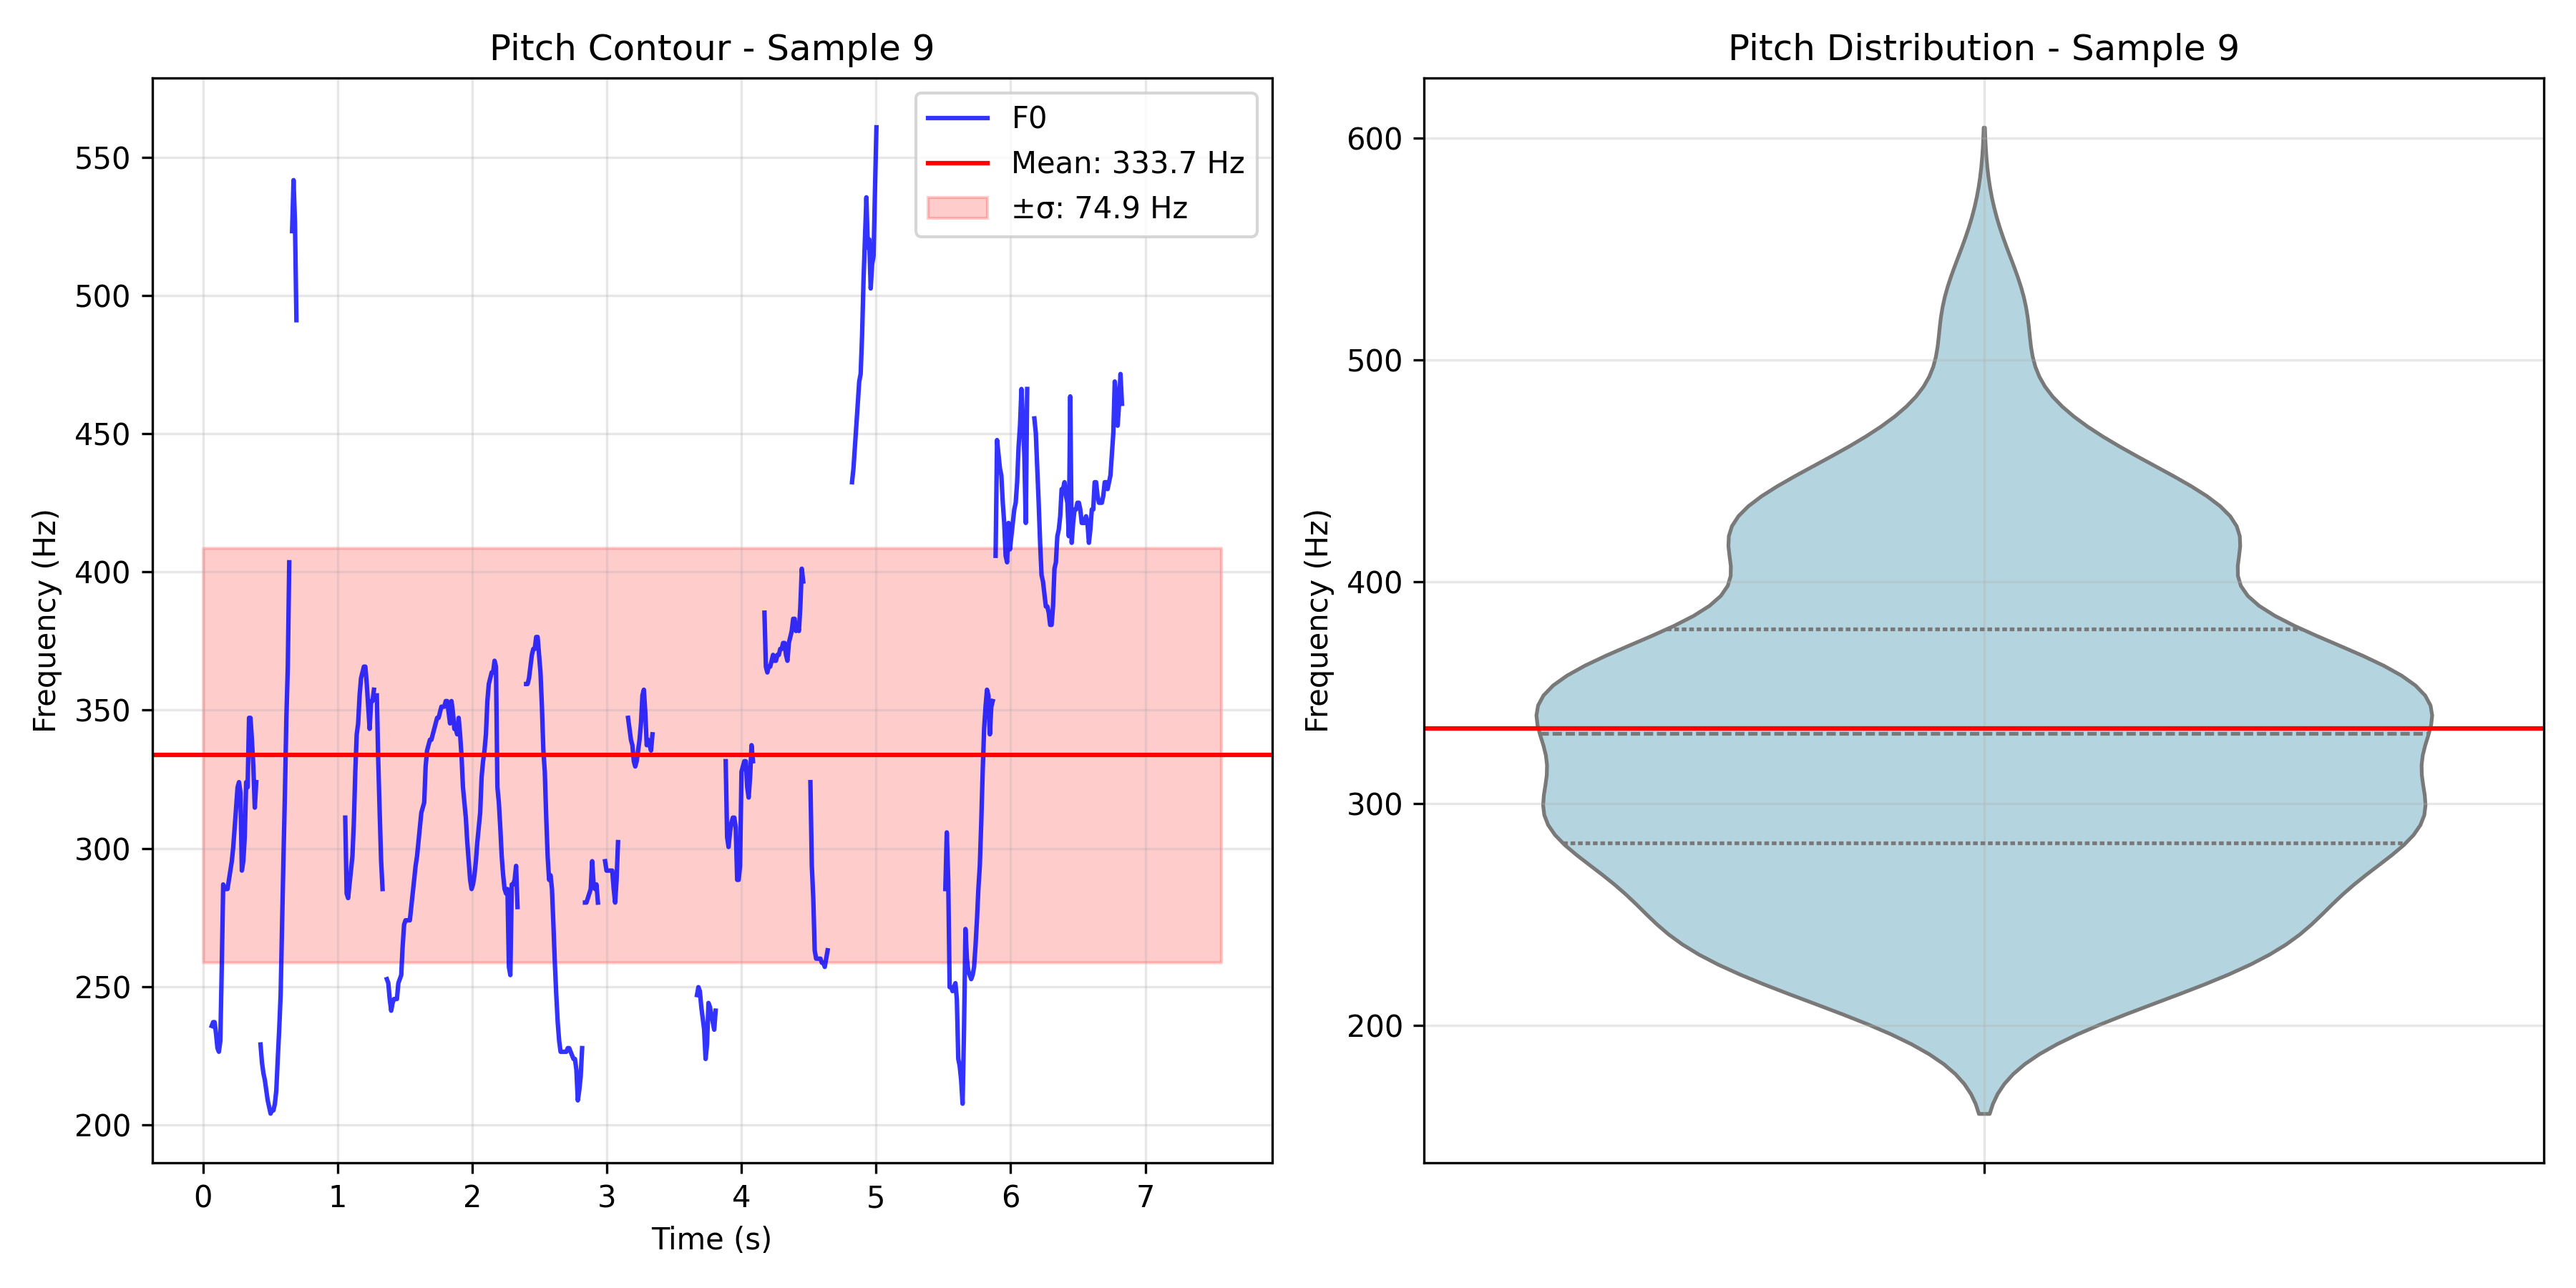 Pitch Contour - Sample 9
Frequency (Hz)
550
500
450
400
350
300
250
200
0 1 2 3 4 5 6 7
Time (s)
F0
Mean: 333.7 Hz
±σ: 74.9 Hz
Pitch Distribution - Sample 9
Frequency (Hz)
600
500
400
300
200